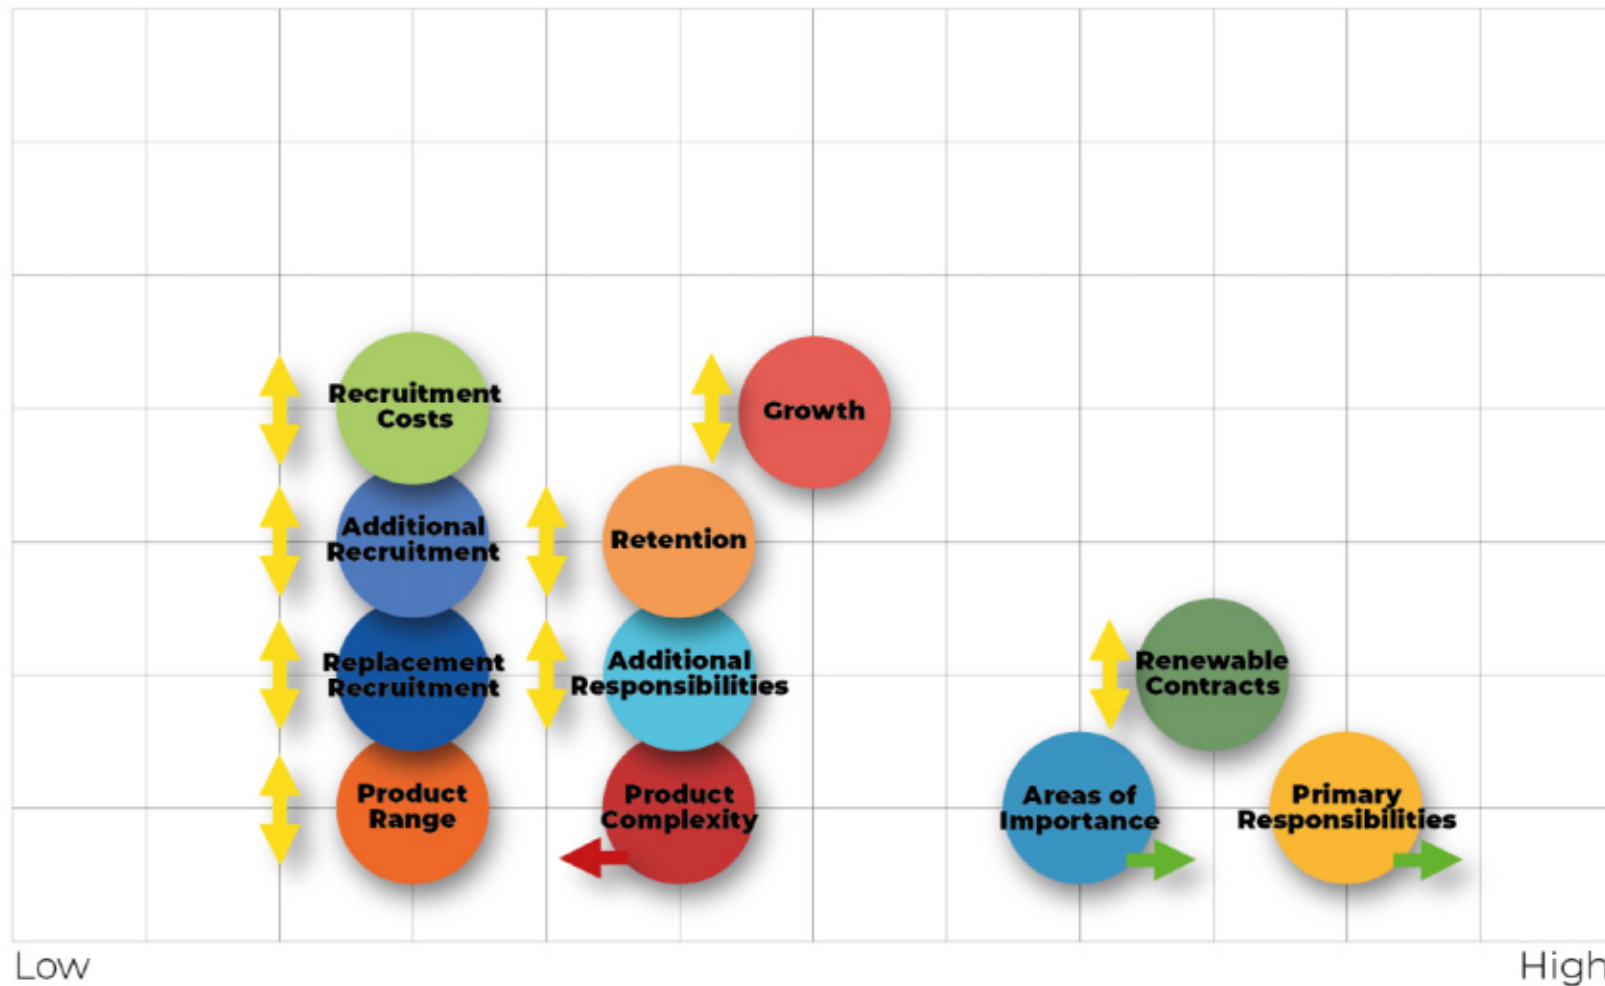 Recruitment
Costs
Growth
Additional
Recruitment
Retention
Replacement
Recruitment
Additional
Responsibilities
Renewable
Contracts
Product
Range
Product
Complexity
Areas of
Importance
Primary
Responsibilities
Low
High